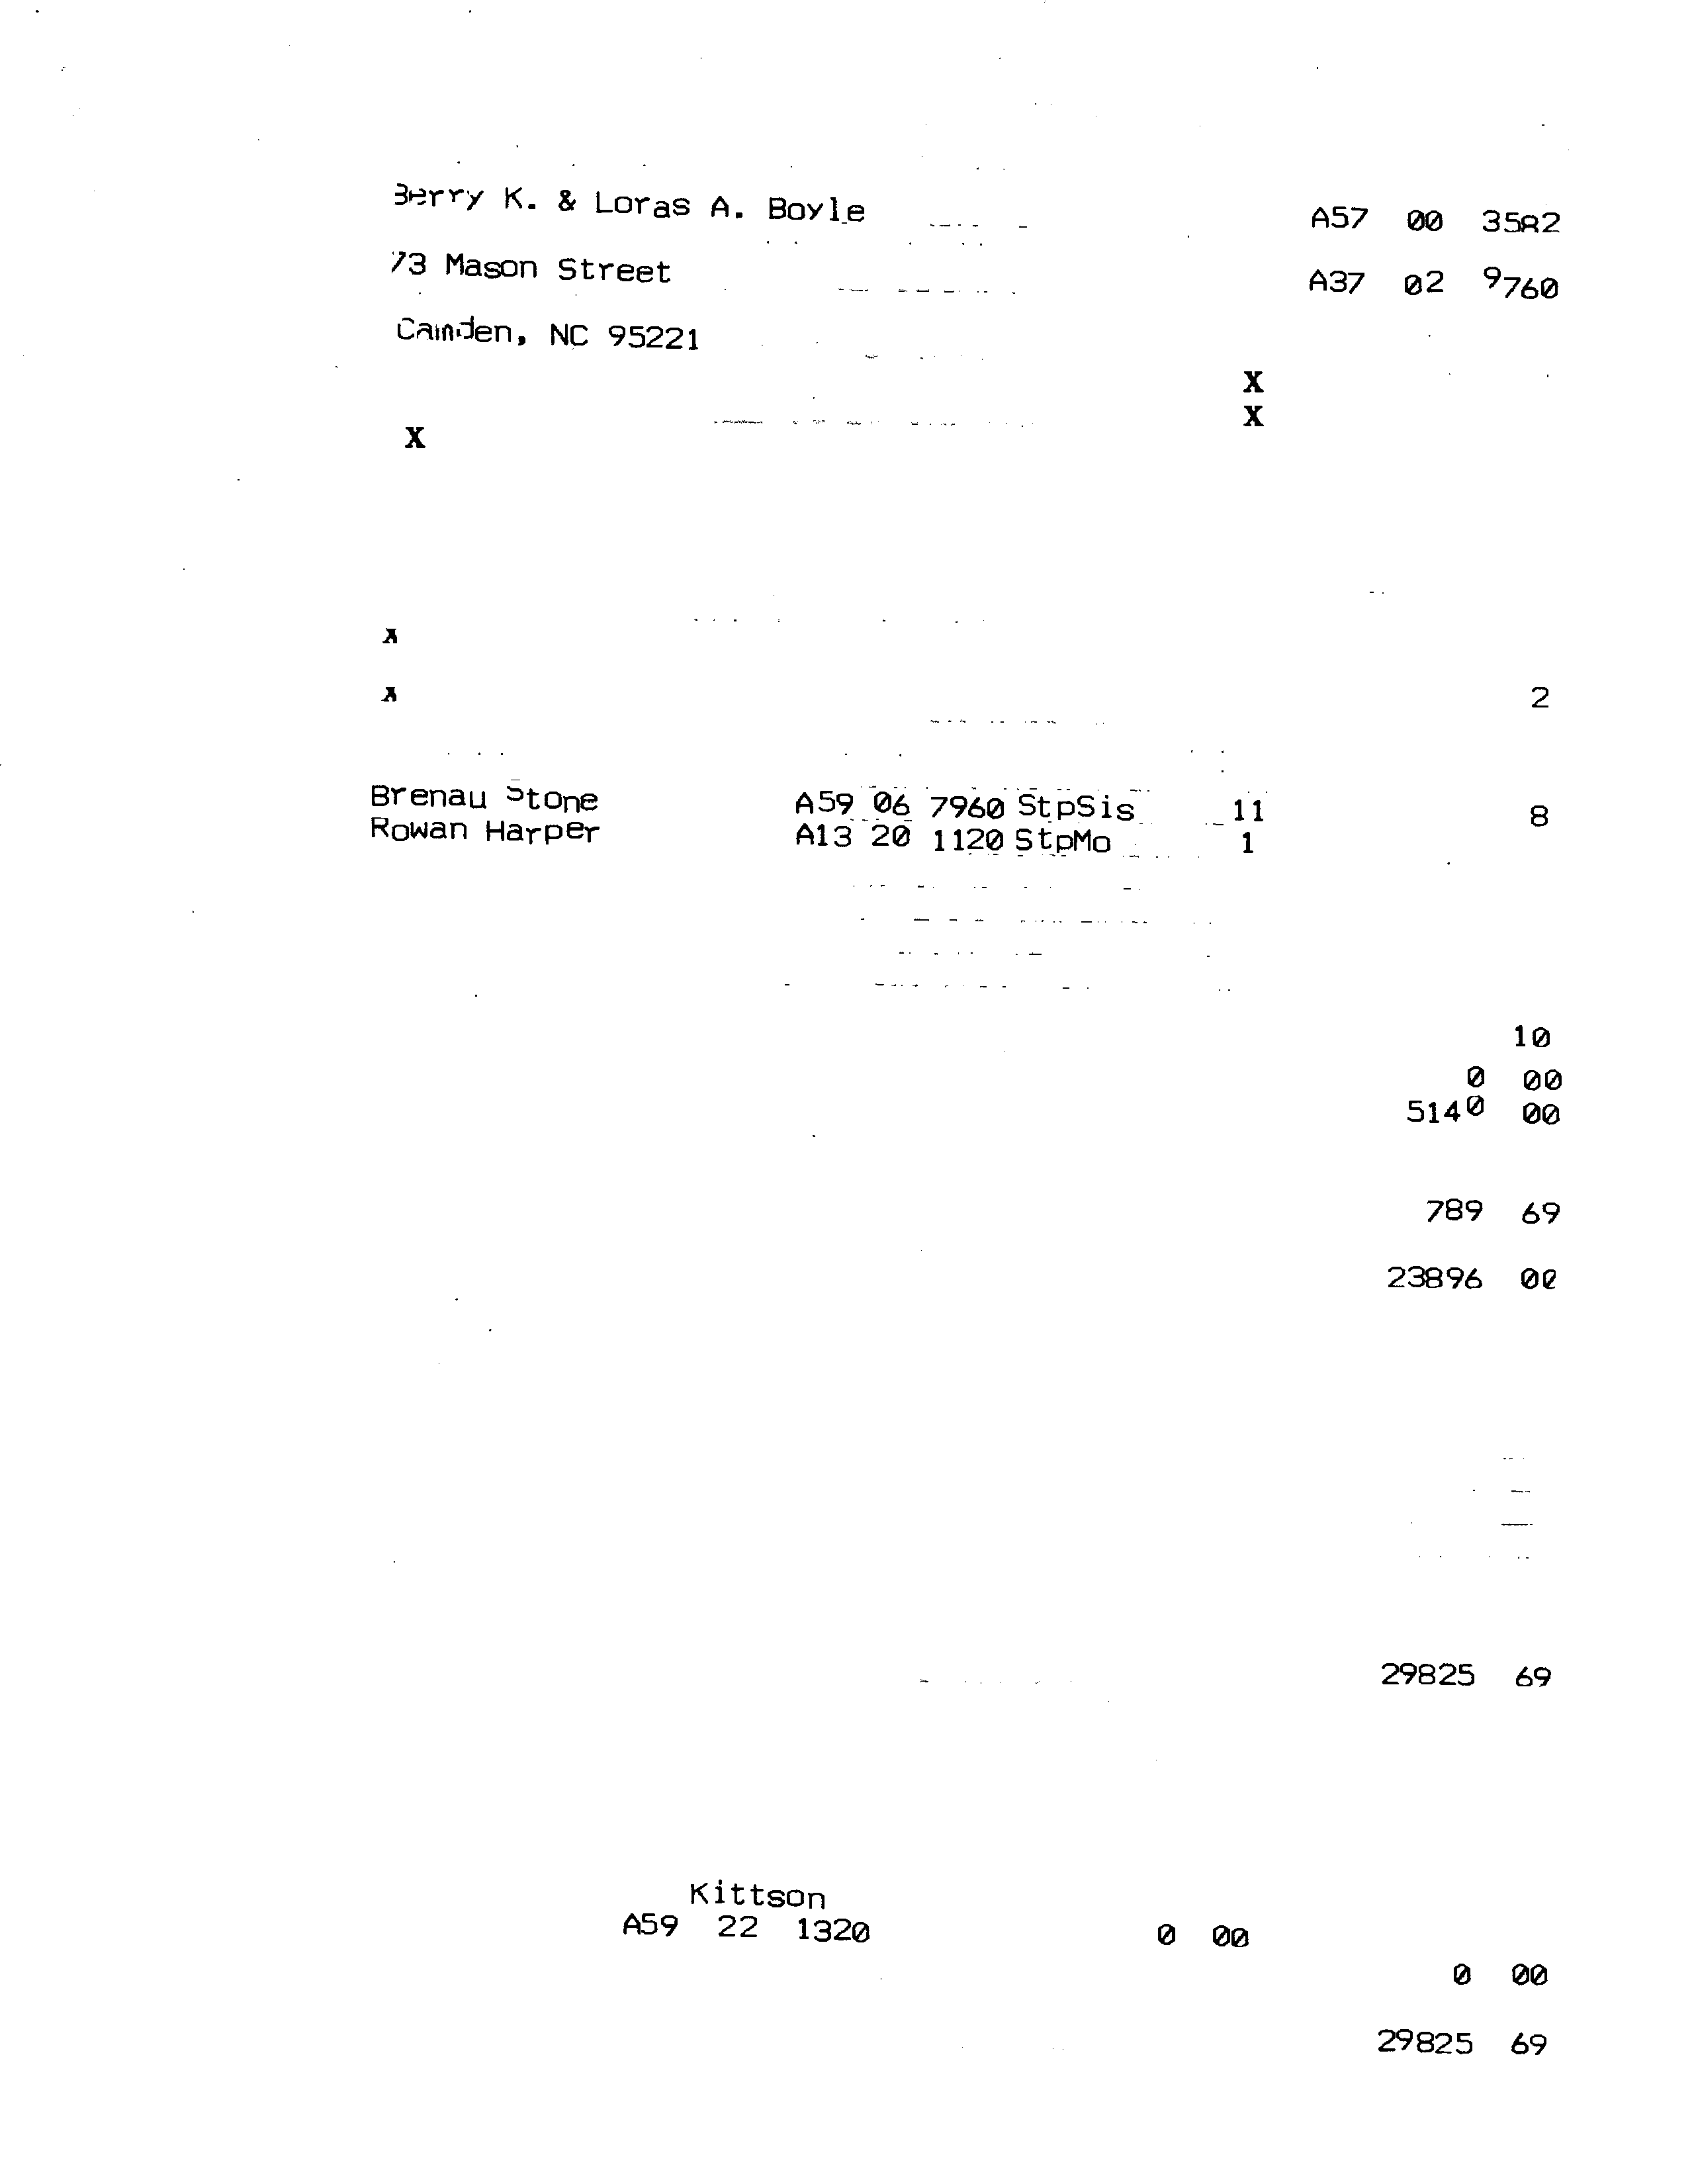 Berry K. & Loras A. Boyle A57 00 3582
73 Mason Street A37 02 9760
Camden, NC 95221
X
X
X
X
X 2
Brenau Stone A59 06 7960 StpSis 11
8
Rowan Harper A13 20 1120 StpMo 1
10
0 00
5140 00
789 69
23896 00
29825 69
Kittson
A59 22 1320 0 00
0 00
29825 69